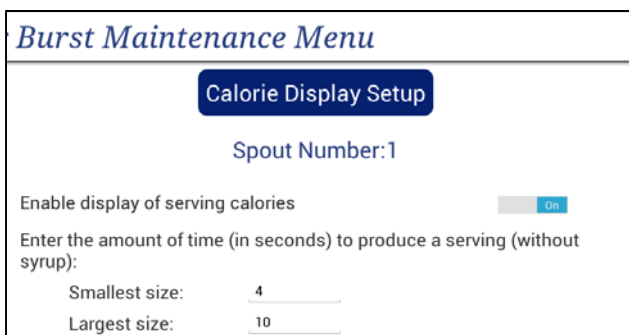 Burst Maintenance Menu
Calorie Display Setup
Spout Number:1
Enable display of serving calories
On
Enter the amount of time (in seconds) to produce a serving (without
syrup):
Smallest size: 4
Largest size: 10